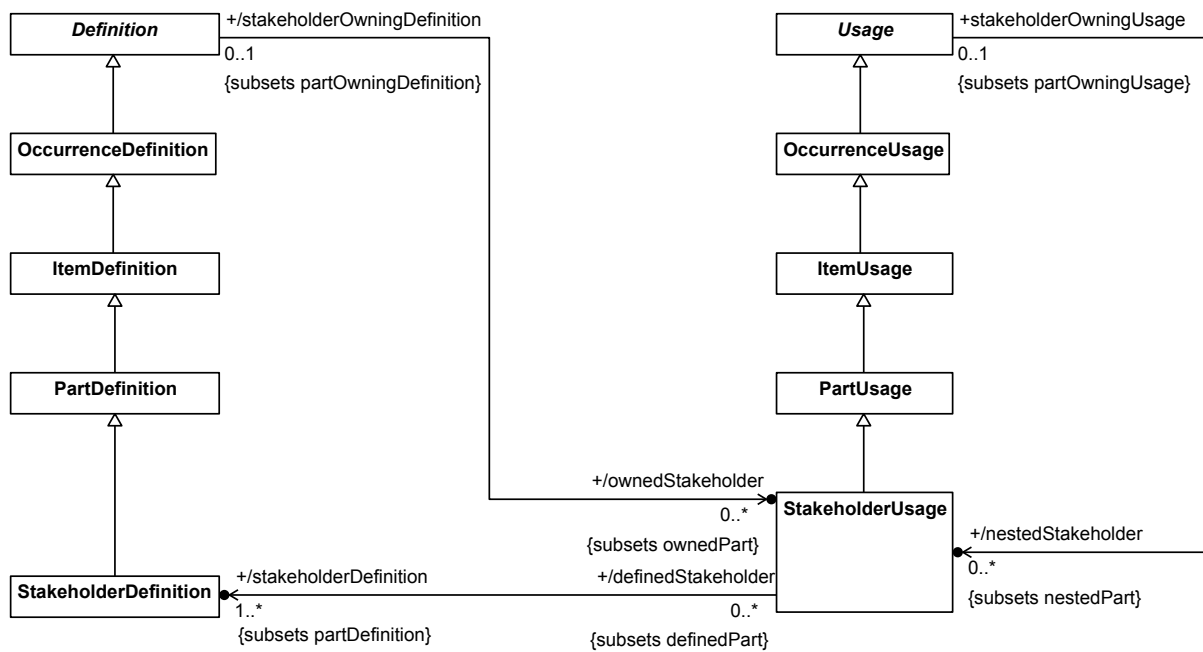 Definition
+/stakeholderOwningDefinition
0..1
{subsets partOwningDefinition}
Usage
+stakeholderOwningUsage
0..1
{subsets partOwningUsage}
OccurrenceDefinition
OccurrenceUsage
ItemDefinition
ItemUsage
PartDefinition
PartUsage
+/ownedStakeholder
0..*
{subsets ownedPart}
StakeholderUsage
+/nestedStakeholder
0..*
{subsets nestedPart}
StakeholderDefinition
+/stakeholderDefinition
1..*
{subsets partDefinition}
+/definedStakeholder
0..*
{subsets definedPart}